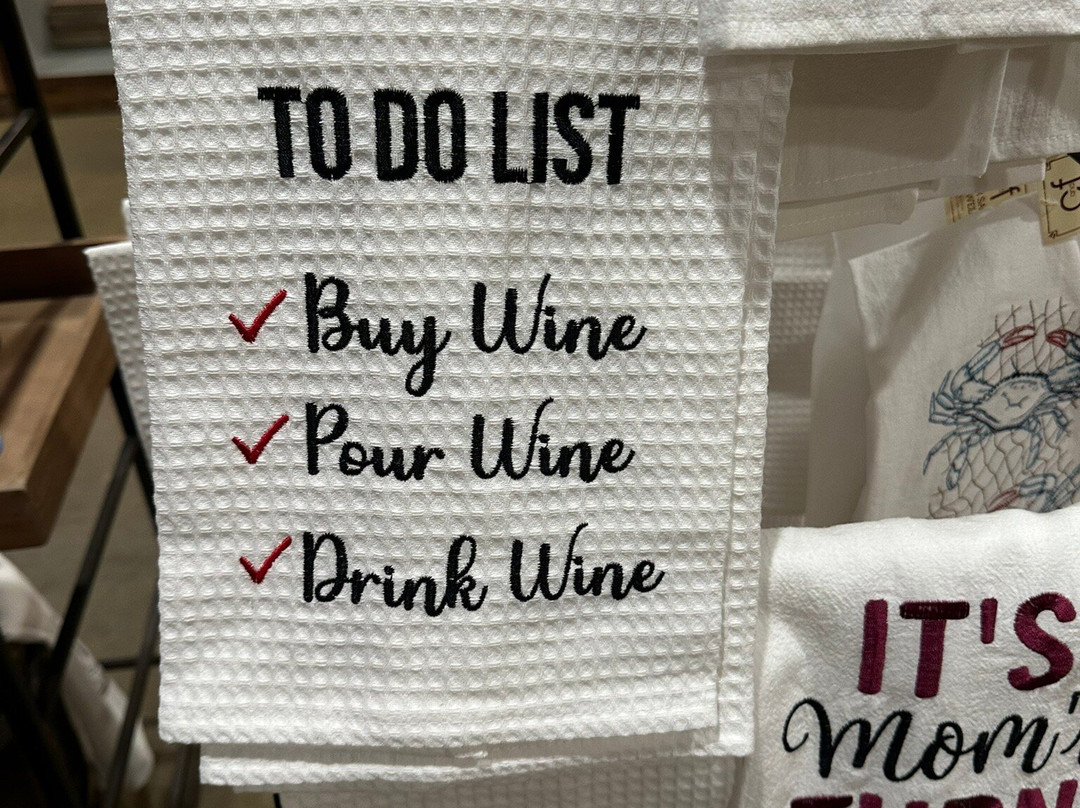 TO DO LIST
Buy Wine
Pour Wine
Drink Wine
IT'S
Mom's